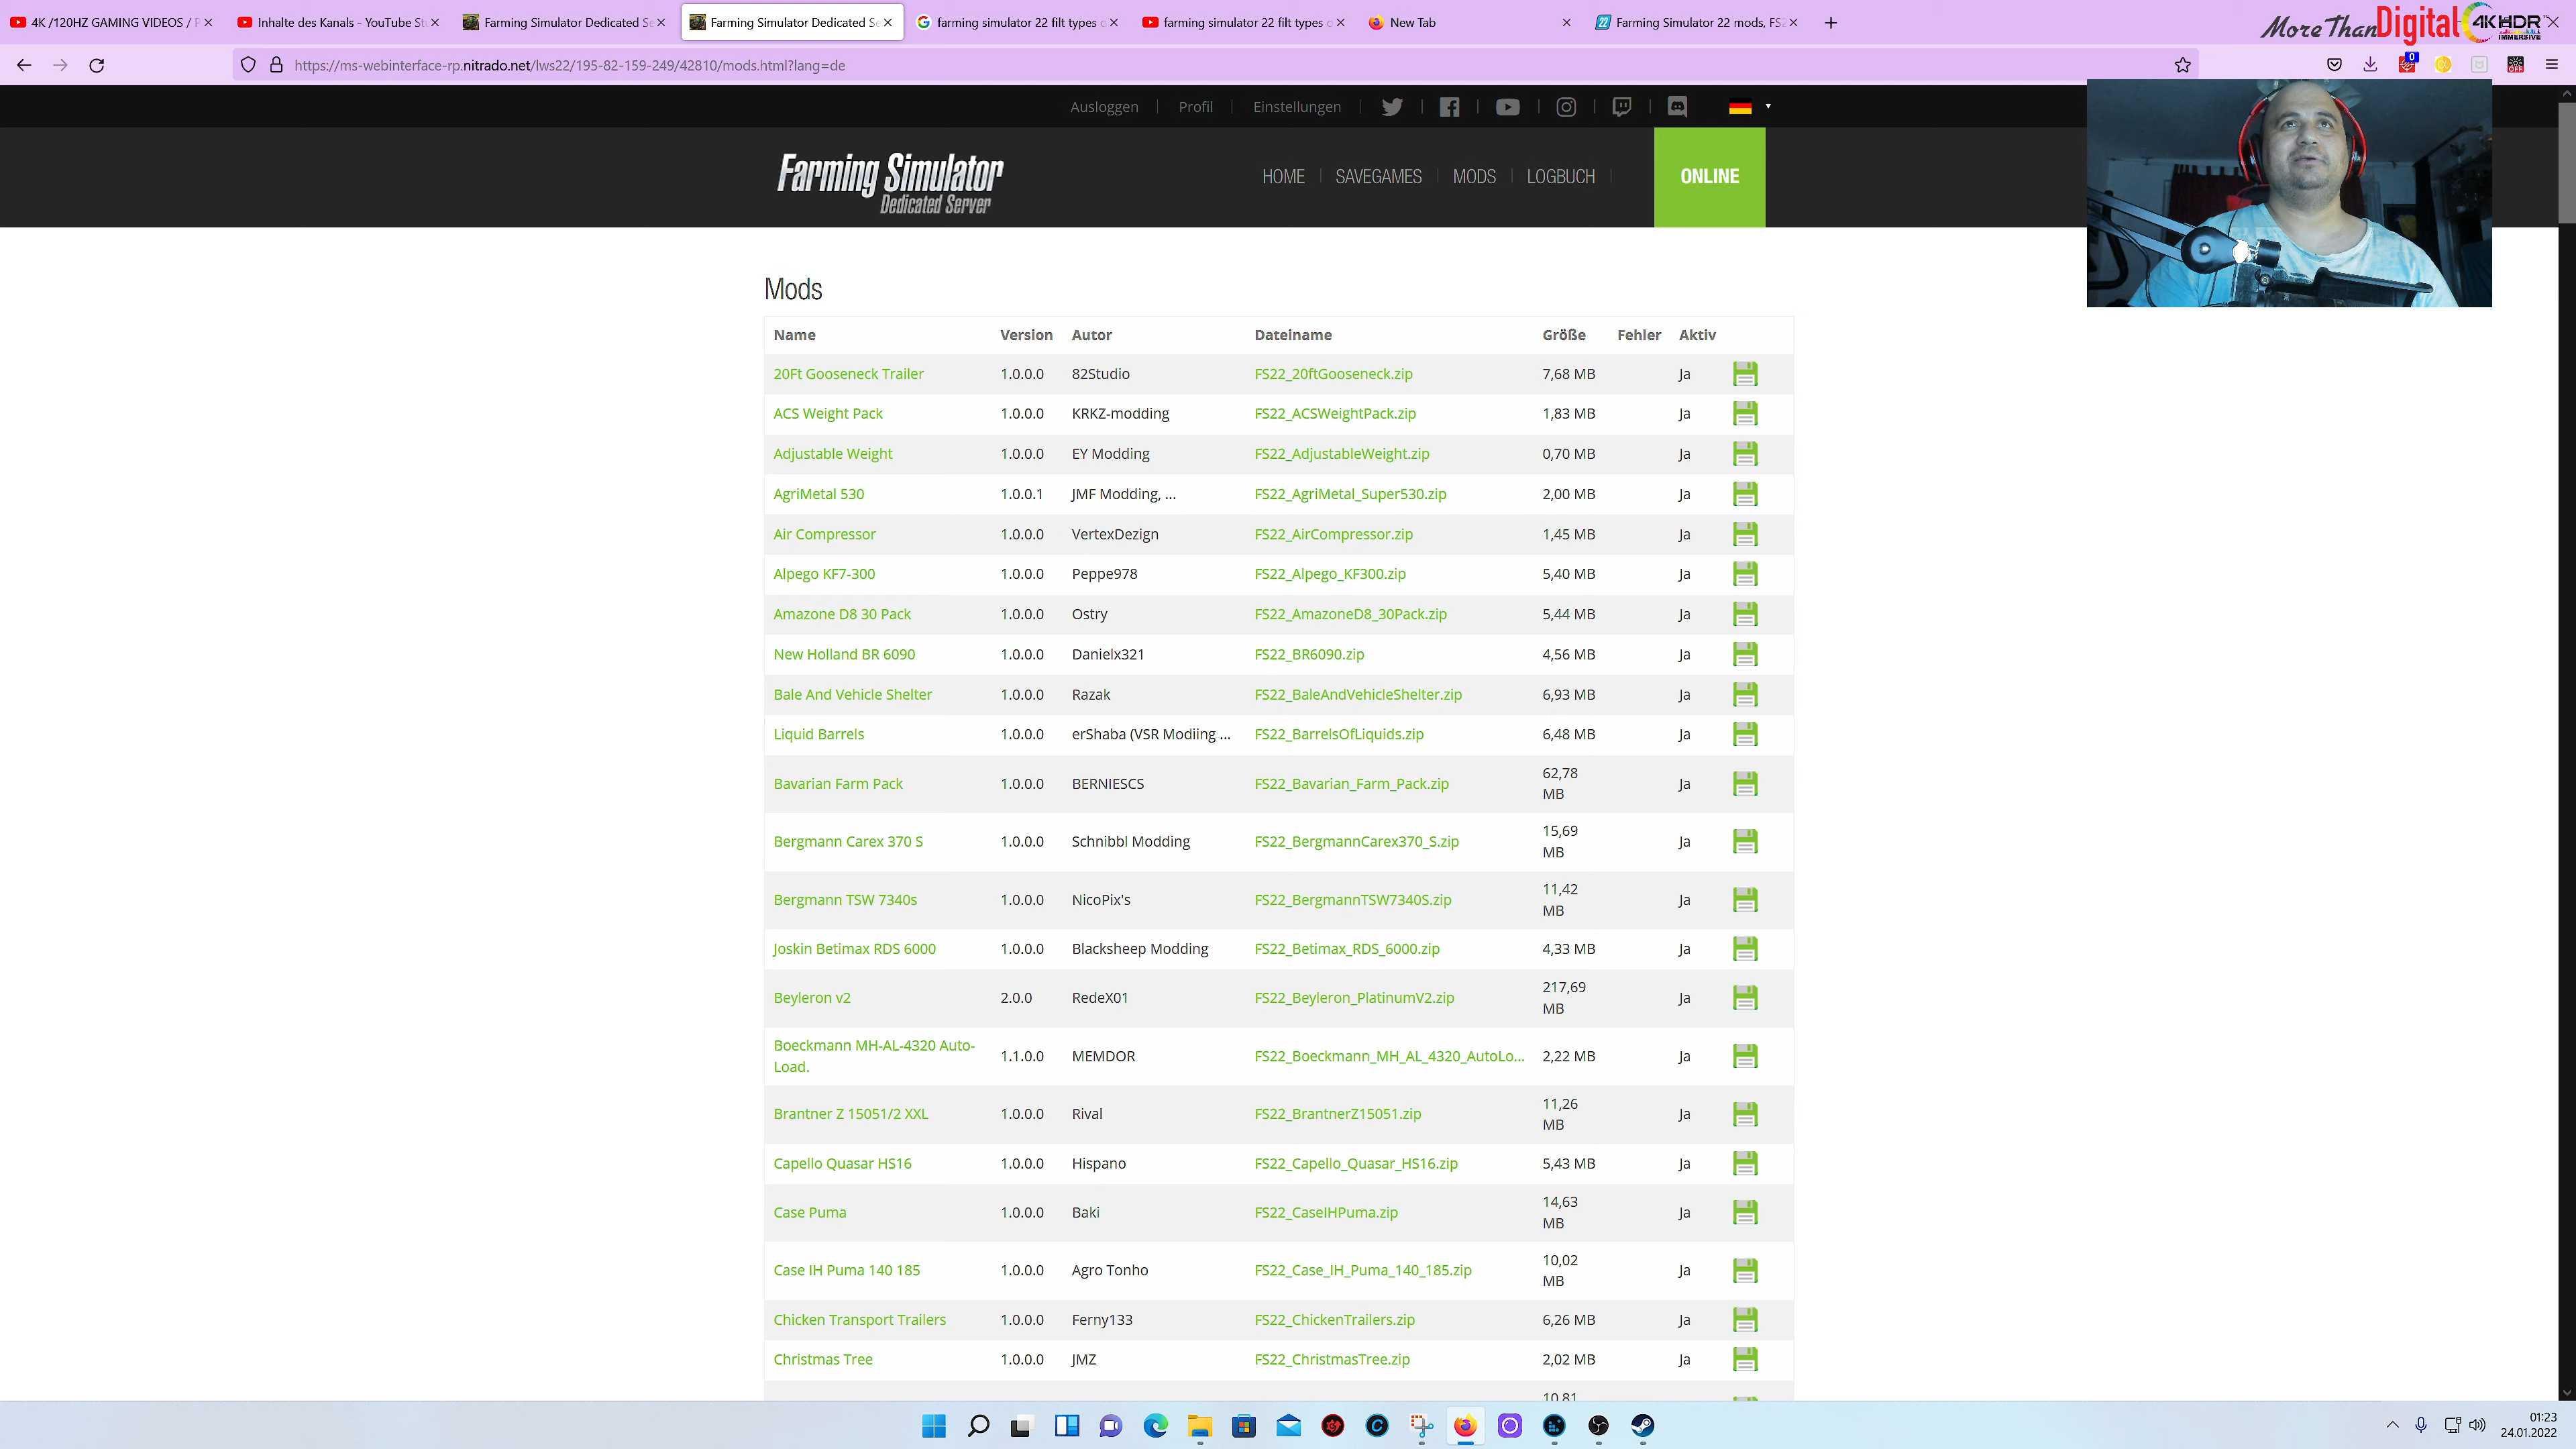 4K /120HZ GAMING VIDEOS / P
Inhalte des Kanals - YouTube St
Farming Simulator Dedicated Se
Farming Simulator Dedicated Se
farming simulator 22 filt types
farming simulator 22 filt types
New Tab
Farming Simulator 22 mods, FS2
More Than Digital 4K HDR IMMERSIVE
https://ms-webinterface-rp.nitrado.net/lws22/195-82-159-249/42810/mods.html?lang=de
0
OFF
Ausloggen Profil Einstellungen
Farming Simulator
Dedicated Server
HOME SAVEGAMES MODS LOGBUCH ONLINE
Mods
Name Version Autor Dateiname Größe Fehler Aktiv
20Ft Gooseneck Trailer 1.0.0.0 82Studio FS22_20ftGooseneck.zip 7,68 MB Ja
ACS Weight Pack 1.0.0.0 KRKZ-modding FS22_ACSWeightPack.zip 1,83 MB Ja
Adjustable Weight 1.0.0.0 EY Modding FS22_AdjustableWeight.zip 0,70 MB Ja
AgriMetal 530 1.0.0.1 JMF Modding, ... FS22_AgriMetal_Super530.zip 2,00 MB Ja
Air Compressor 1.0.0.0 VertexDezign FS22_AirCompressor.zip 1,45 MB Ja
Alpego KF7-300 1.0.0.0 Peppe978 FS22_Alpego_KF300.zip 5,40 MB Ja
Amazone D8 30 Pack 1.0.0.0 Ostry FS22_AmazoneD8_30Pack.zip 5,44 MB Ja
New Holland BR 6090 1.0.0.0 Danielx321 FS22_BR6090.zip 4,56 MB Ja
Bale And Vehicle Shelter 1.0.0.0 Razak FS22_BaleAndVehicleShelter.zip 6,93 MB Ja
Liquid Barrels 1.0.0.0 erShaba (VSR Modiing ... FS22_BarrelsOfLiquids.zip 6,48 MB Ja
Bavarian Farm Pack 1.0.0.0 BERNIESCS FS22_Bavarian_Farm_Pack.zip 62,78
MB Ja
Bergmann Carex 370 S 1.0.0.0 Schnibbl Modding FS22_BergmannCarex370_S.zip 15,69
MB Ja
Bergmann TSW 7340s 1.0.0.0 NicoPix's FS22_BergmannTSW7340S.zip 11,42
MB Ja
Joskin Betimax RDS 6000 1.0.0.0 Blacksheep Modding FS22_Betimax_RDS_6000.zip 4,33 MB Ja
Beyleron v2 2.0.0 RedeX01 FS22_Beyleron_PlatinumV2.zip 217,69
MB Ja
Boeckmann MH-AL-4320 Auto-
Load. 1.1.0.0 MEMDOR FS22_Boeckmann_MH_AL_4320_AutoLo... 2,22 MB Ja
Brantner Z 15051/2 XXL 1.0.0.0 Rival FS22_BrantnerZ15051.zip 11,26
MB Ja
Capello Quasar HS16 1.0.0.0 Hispano FS22_Capello_Quasar_HS16.zip 5,43 MB Ja
Case Puma 1.0.0.0 Baki FS22_CaseIHPuma.zip 14,63
MB Ja
Case IH Puma 140 185 1.0.0.0 Agro Tonho FS22_Case_IH_Puma_140_185.zip 10,02
MB Ja
Chicken Transport Trailers 1.0.0.0 Ferny133 FS22_ChickenTrailers.zip 6,26 MB Ja
Christmas Tree 1.0.0.0 JMZ FS22_ChristmasTree.zip 2,02 MB Ja
10,81
01:23
24.01.2022